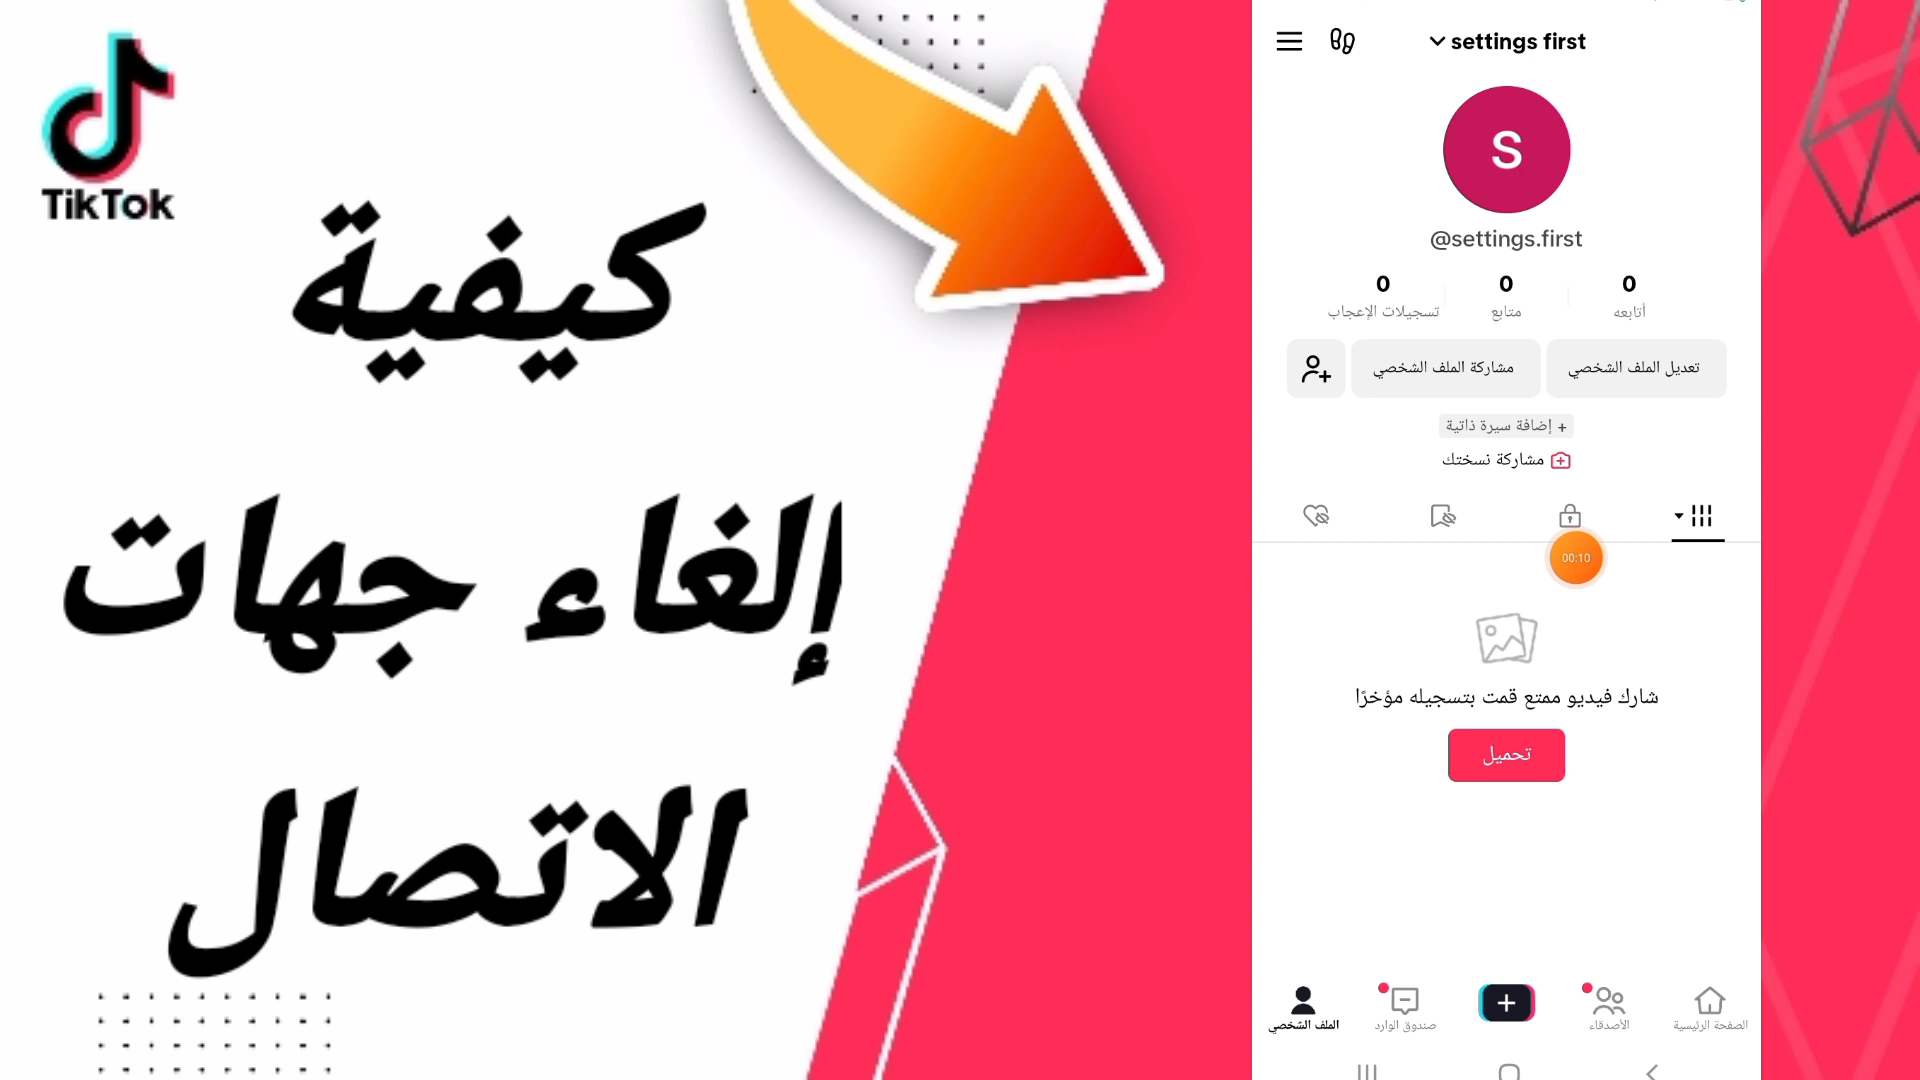 TikTok
كيفية
إلغاء جهات
الاتصال
settings first
S
@settings.first
0
0
0
أتابعه
متابع
تسجيلات الإعجاب
تعديل الملف الشخصي
مشاركة الملف الشخصي
+ إضافة سيرة ذاتية
مشاركة نسختك
00:10
شارك فيديو ممتع قمت بتسجيله مؤخرًا
تحميل
الصفحة الرئيسية
الأصدقاء
صندوق الوارد
الملف الشخصي